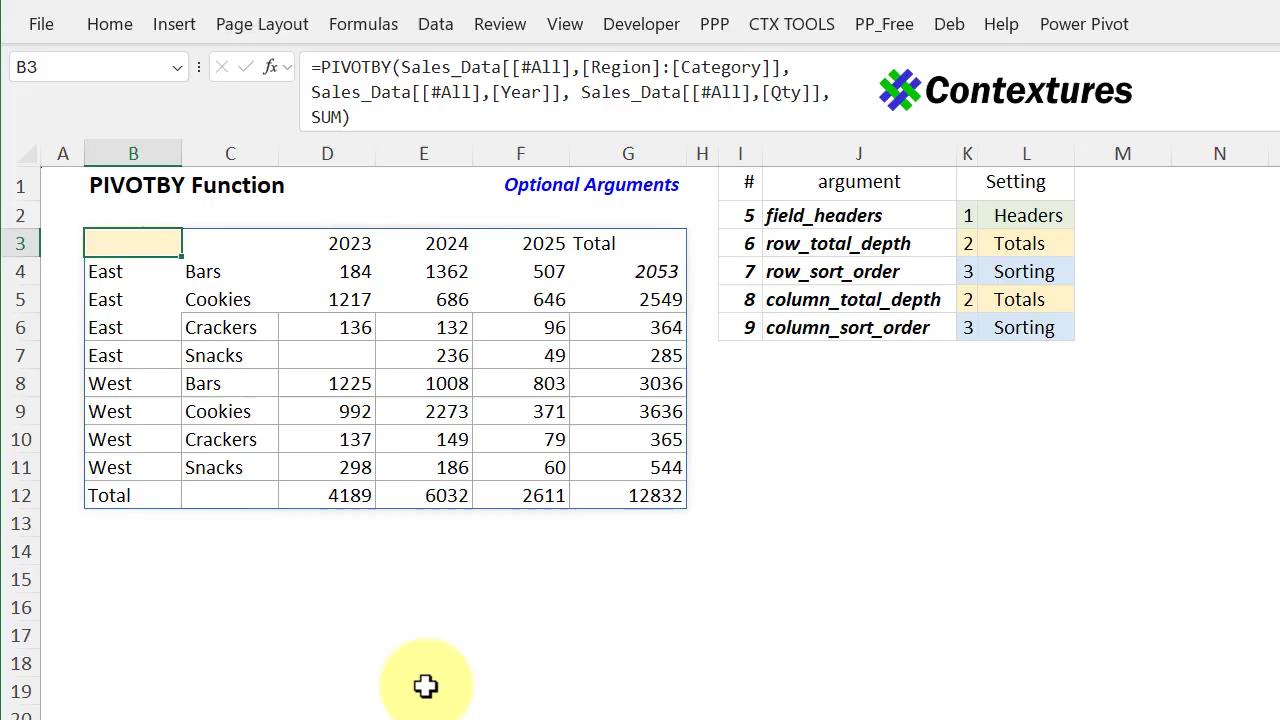 File Home Insert Page Layout Formulas Data Review View Developer PPP CTX TOOLS PP_Free Deb Help Power Pivot
B3 fx =PIVOTBY(Sales_Data[[#All],[Region]:[Category]],
Sales_Data[[#All],[Year]], Sales_Data[[#All],[Qty]],
SUM)
Contextures
A B C D E F G H I J K L M N
1 PIVOTBY Function Optional Arguments # argument Setting
2 5 field_headers 1 Headers
3 2023 2024 2025 Total 6 row_total_depth 2 Totals
4 East Bars 184 1362 507 2053 7 row_sort_order 3 Sorting
5 East Cookies 1217 686 646 2549 8 column_total_depth 2 Totals
6 East Crackers 136 132 96 364 9 column_sort_order 3 Sorting
7 East Snacks 236 49 285
8 West Bars 1225 1008 803 3036
9 West Cookies 992 2273 371 3636
10 West Crackers 137 149 79 365
11 West Snacks 298 186 60 544
12 Total 4189 6032 2611 12832
13
14
15
16
17
18
19
20